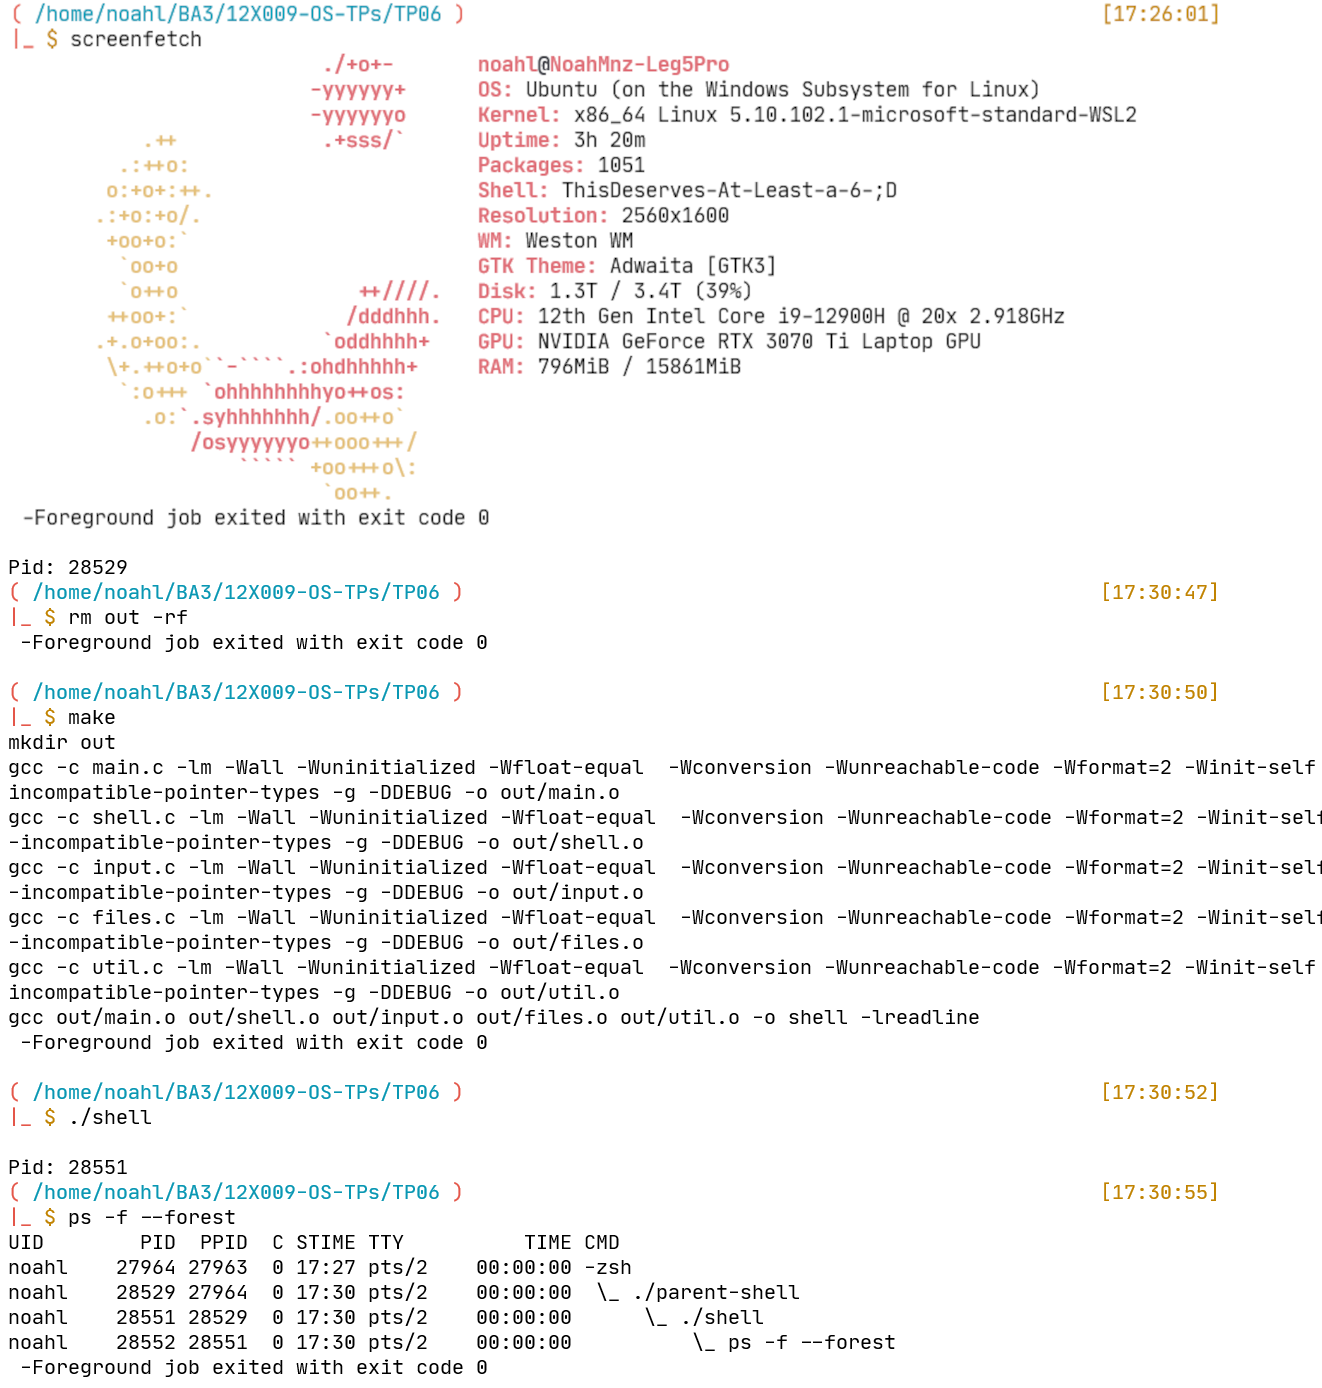 ( /home/noahl/BA3/12X009-OS-TPs/TP06 ) [17:26:01]
|_ $ screenfetch
./+o+- noahl@NoahMnz-Leg5Pro
-yyyyyy+ OS: Ubuntu (on the Windows Subsystem for Linux)
-yyyyyyo Kernel: x86_64 Linux 5.10.102.1-microsoft-standard-WSL2
.++ .+sss/` Uptime: 3h 20m
.:++o: Packages: 1051
o:+o+:++. Shell: ThisDeserves-At-Least-a-6-;D
.:+o:+o/. Resolution: 2560x1600
+oo+o:` WM: Weston WM
`oo+o GTK Theme: Adwaita [GTK3]
`o++o ++////. Disk: 1.3T / 3.4T (39%)
++oo+:` /dddhhh. CPU: 12th Gen Intel Core i9-12900H @ 20x 2.918GHz
.+.o+oo:. `oddhhhh+ GPU: NVIDIA GeForce RTX 3070 Ti Laptop GPU
\+.++o+o``-````.:ohdhhhhh+ RAM: 796MiB / 15861MiB
`:o+++ `ohhhhhhhhyo++os:
.o:`.syhhhhhhh/.oo++o`
/osyyyyyyo++ooo+++/
````` +oo+++o\:
`oo++.
-Foreground job exited with exit code 0
Pid: 28529
( /home/noahl/BA3/12X009-OS-TPs/TP06 ) [17:30:47]
|_ $ rm out -rf
-Foreground job exited with exit code 0
( /home/noahl/BA3/12X009-OS-TPs/TP06 ) [17:30:50]
|_ $ make
mkdir out
gcc -c main.c -lm -Wall -Wuninitialized -Wfloat-equal -Wconversion -Wunreachable-code -Wformat=2 -Winit-self
incompatible-pointer-types -g -DDEBUG -o out/main.o
gcc -c shell.c -lm -Wall -Wuninitialized -Wfloat-equal -Wconversion -Wunreachable-code -Wformat=2 -Winit-self
-incompatible-pointer-types -g -DDEBUG -o out/shell.o
gcc -c input.c -lm -Wall -Wuninitialized -Wfloat-equal -Wconversion -Wunreachable-code -Wformat=2 -Winit-self
-incompatible-pointer-types -g -DDEBUG -o out/input.o
gcc -c files.c -lm -Wall -Wuninitialized -Wfloat-equal -Wconversion -Wunreachable-code -Wformat=2 -Winit-self
-incompatible-pointer-types -g -DDEBUG -o out/files.o
gcc -c util.c -lm -Wall -Wuninitialized -Wfloat-equal -Wconversion -Wunreachable-code -Wformat=2 -Winit-self
incompatible-pointer-types -g -DDEBUG -o out/util.o
gcc out/main.o out/shell.o out/input.o out/files.o out/util.o -o shell -lreadline
-Foreground job exited with exit code 0
( /home/noahl/BA3/12X009-OS-TPs/TP06 ) [17:30:52]
|_ $ ./shell
Pid: 28551
( /home/noahl/BA3/12X009-OS-TPs/TP06 ) [17:30:55]
|_ $ ps -f --forest
UID PID PPID C STIME TTY TIME CMD
noahl 27964 27963 0 17:27 pts/2 00:00:00 -zsh
noahl 28529 27964 0 17:30 pts/2 00:00:00 \_ ./parent-shell
noahl 28551 28529 0 17:30 pts/2 00:00:00 \_ ./shell
noahl 28552 28551 0 17:30 pts/2 00:00:00 \_ ps -f --forest
-Foreground job exited with exit code 0